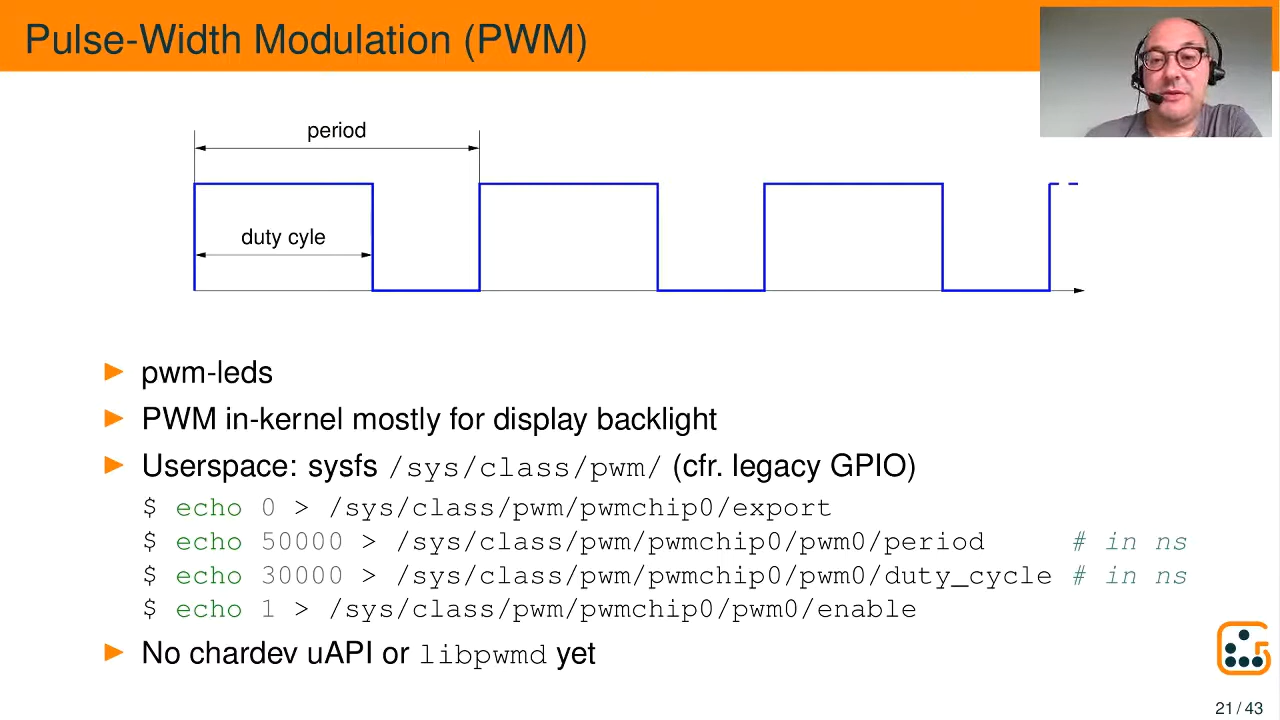 Pulse-Width Modulation (PWM)
period
duty cyle
pwm-leds
PWM in-kernel mostly for display backlight
Userspace: sysfs /sys/class/pwm/ (cfr. legacy GPIO)
$ echo 0 > /sys/class/pwm/pwmchip0/export
$ echo 50000 > /sys/class/pwm/pwmchip0/pwm0/period # in ns
$ echo 30000 > /sys/class/pwm/pwmchip0/pwm0/duty_cycle # in ns
$ echo 1 > /sys/class/pwm/pwmchip0/pwm0/enable
No chardev uAPI or libpwmd yet
21 / 43